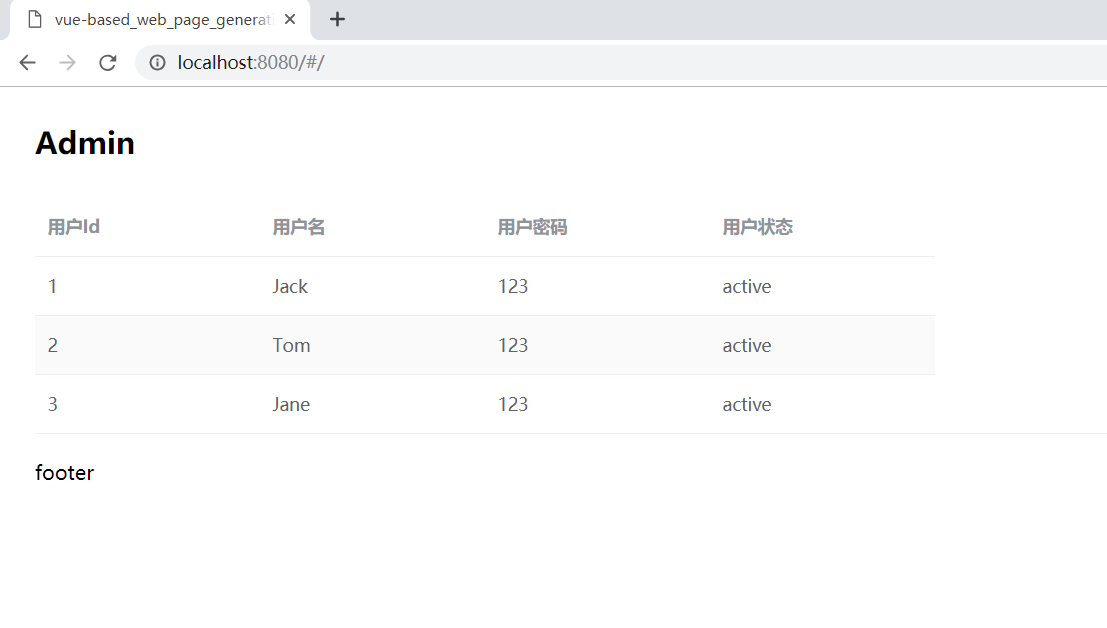 vue-based_web_page_generati
localhost:8080/#/
Admin
用户Id 用户名 用户密码 用户状态
1 Jack 123 active
2 Tom 123 active
3 Jane 123 active
footer